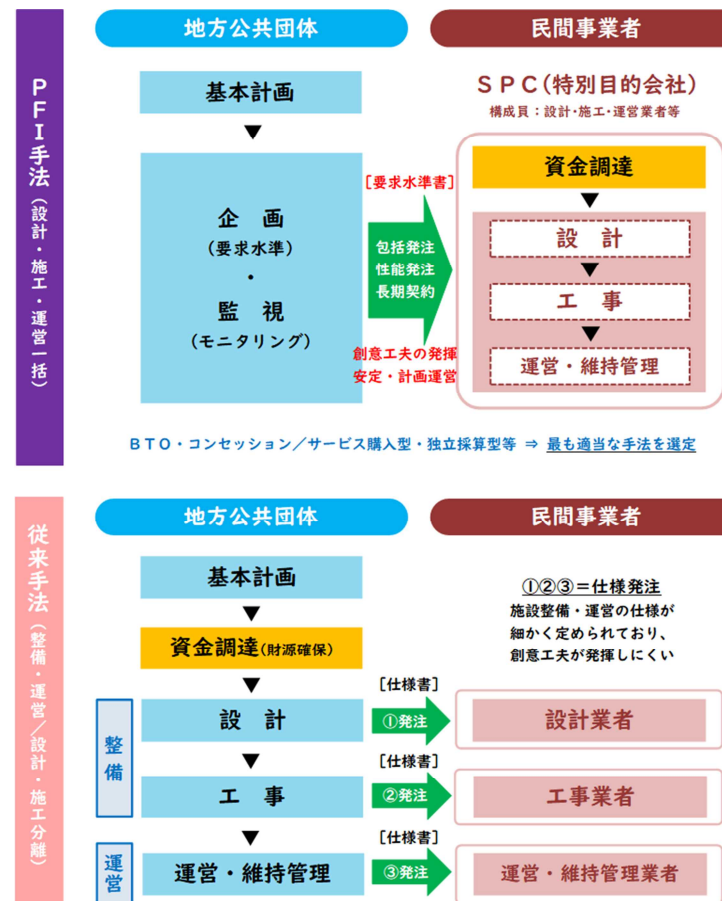 PFI手法（設計・施工・運営一括）
地方公共団体
民間事業者
基本計画
SPC（特別目的会社）
構成員：設計・施工・運営業者等
▼
企　画
（要求水準）
・
監　視
（モニタリング）
［要求水準書］
包括発注
性能発注
長期契約
創意工夫の発揮
安定・計画運営
資金調達
▼
設　計
▼
工　事
▼
運営・維持管理
BTO・コンセッション／サービス購入型・独立採算型等 ⇒ 最も適当な手法を選定
従来手法（整備・運営／設計・施工分離）
地方公共団体
民間事業者
基本計画
▼
資金調達（財源確保）
▼
①②③＝仕様発注
施設整備・運営の仕様が
細かく定められており、
創意工夫が発揮しにくい
整備
設　計
［仕様書］
①発注
設計業者
▼
工　事
［仕様書］
②発注
工事業者
▼
運営
運営・維持管理
［仕様書］
③発注
運営・維持管理業者